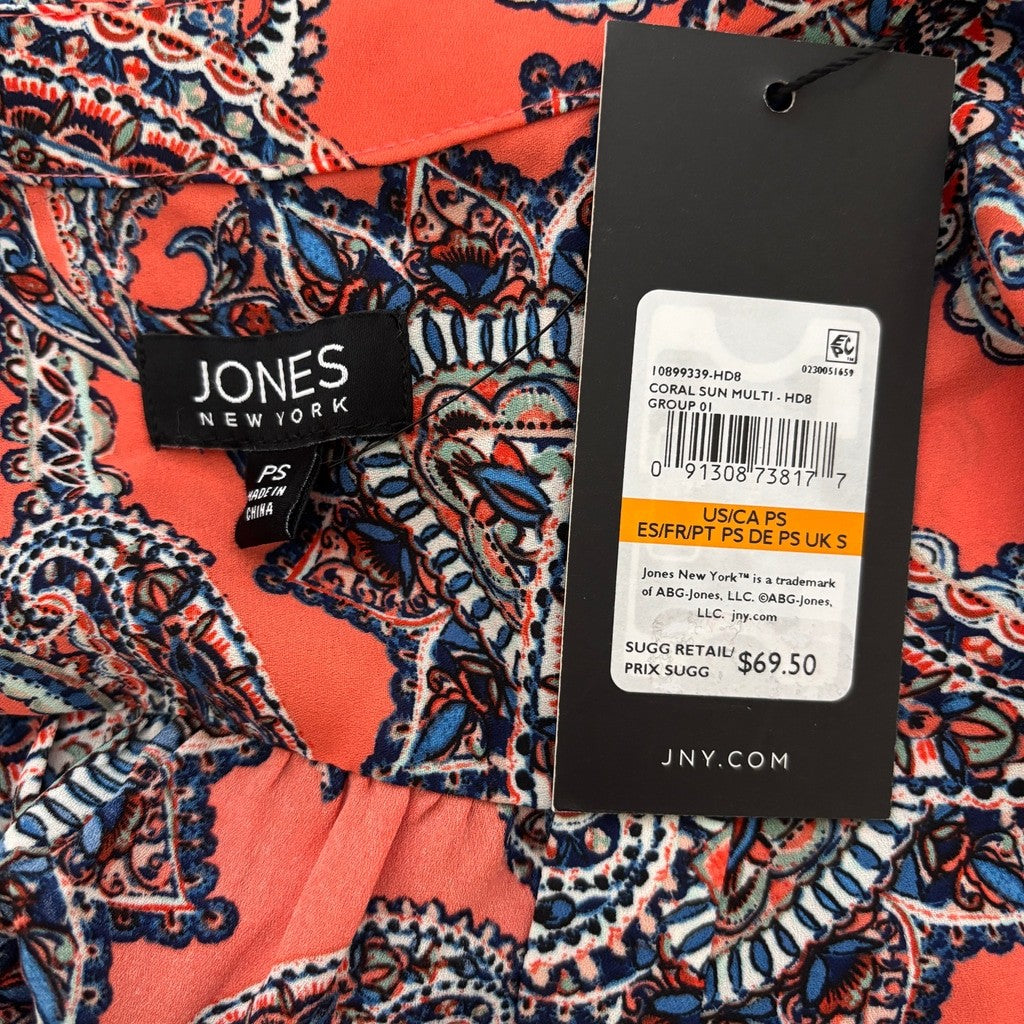 JONES
NEW YORK
PS
MADE IN
CHINA
10899339-HD8
0230051659
CORAL SUN MULTI - HD8
GROUP 01
0 91308 73817 7
US/CA PS
ES/FR/PT PS DE PS UK S
Jones New York™ is a trademark
of ABG-Jones, LLC. ©ABG-Jones,
LLC. jny.com
SUGG RETAIL/
PRIX SUGG $69.50
JNY.COM